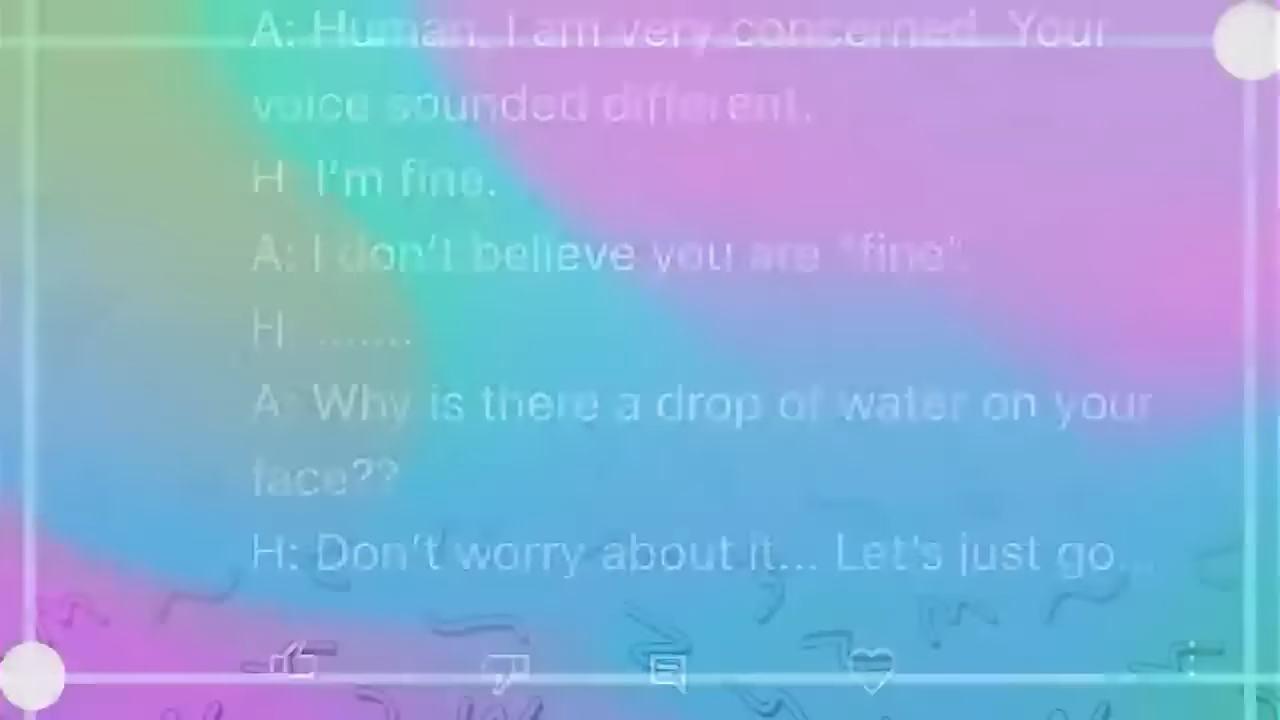 A: Human, I am very concerned. Your
voice sounded different.
H: I'm fine.
A: I don't believee you are "fine".
H: .......
A: Why is there a drop of water on your
face??
H: Don't worry about it... Let's just go...